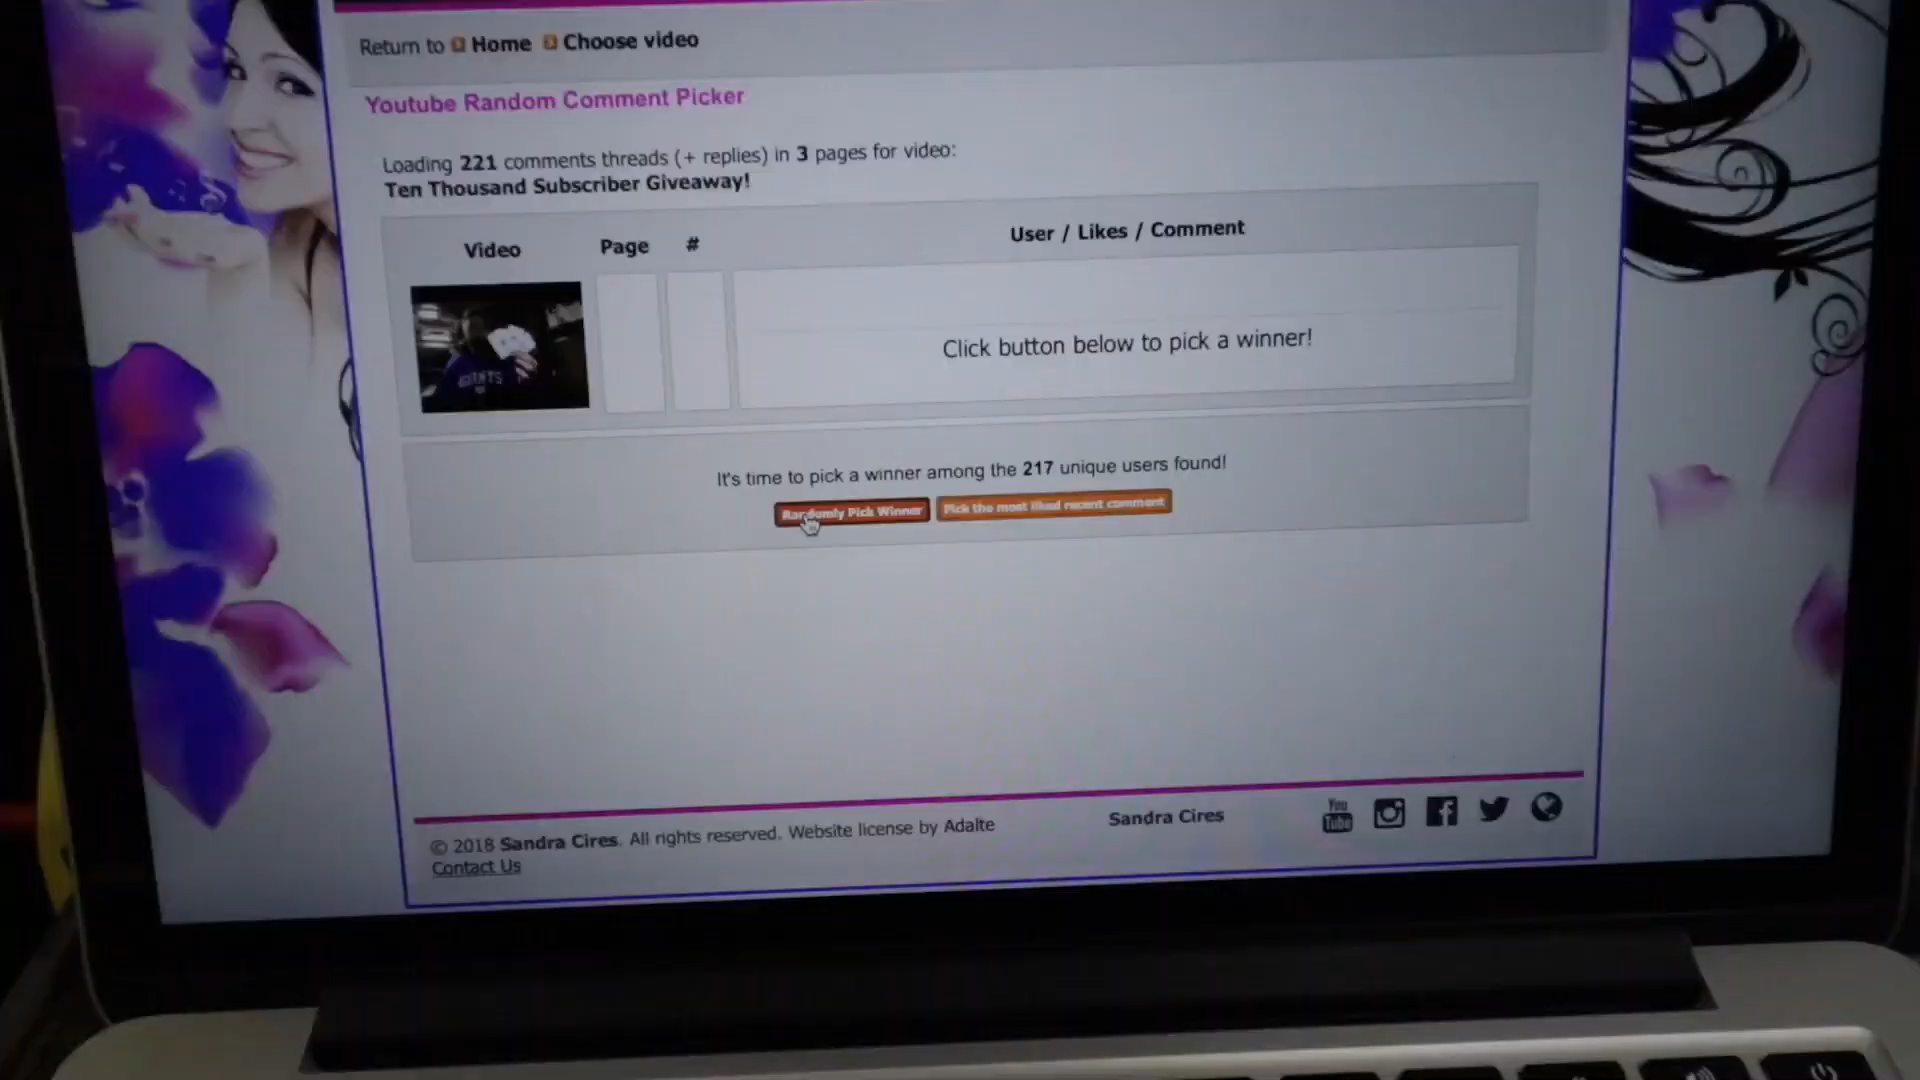 Return to Home Choose video
Youtube Random Comment Picker
Loading 221 comments threads (+ replies) in 3 pages for video:
Ten Thousand Subscriber Giveaway!
Video Page # User / Likes / Comment
GIANTS
Click button below to pick a winner!
It's time to pick a winner among the 217 unique users found!
Randomly Pick Winner Pick the most liked recent comment
© 2018 Sandra Cires. All rights reserved. Website license by Adalte
Sandra Cires
You Tube
Contact Us